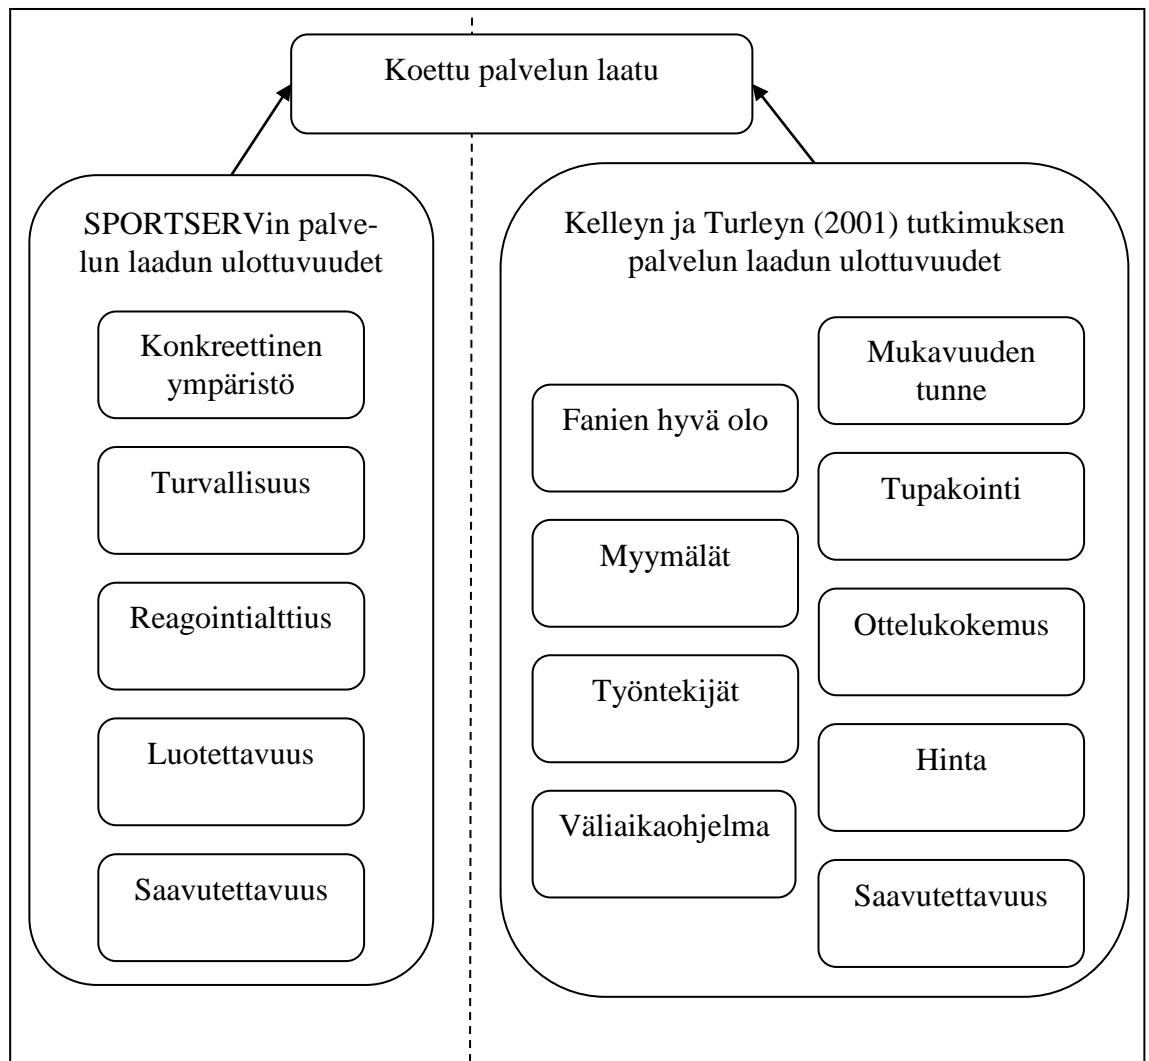 Koettu palvelun laatu
SPORTSERVin palve-
lun laadun ulottuvuudet
Konkreettinen
ympäristö
Turvallisuus
Reagointialttius
Luotettavuus
Saavutettavuus
Kelleyn ja Turleyn (2001) tutkimuksen
palvelun laadun ulottuvuudet
Fanien hyvä olo
Myymälät
Työntekijät
Väliaikaohjelma
Mukavuuden
tunne
Tupakointi
Ottelukokemus
Hinta
Saavutettavuus